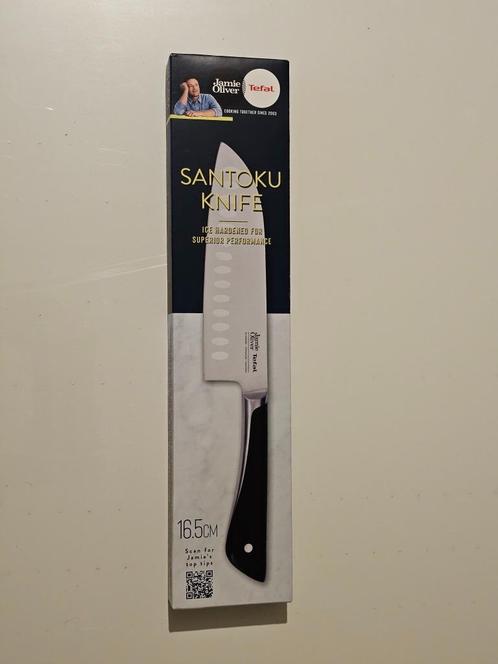 Jamie
Oliver
Tefal
COOKING TOGETHER SINCE 2003
SANTOKU
KNIFE
ICE HARDENED FOR
SUPERIOR PERFORMANCE
Jamie
Oliver
Tefal
16.5CM
Scan for
Jamie's
top tips